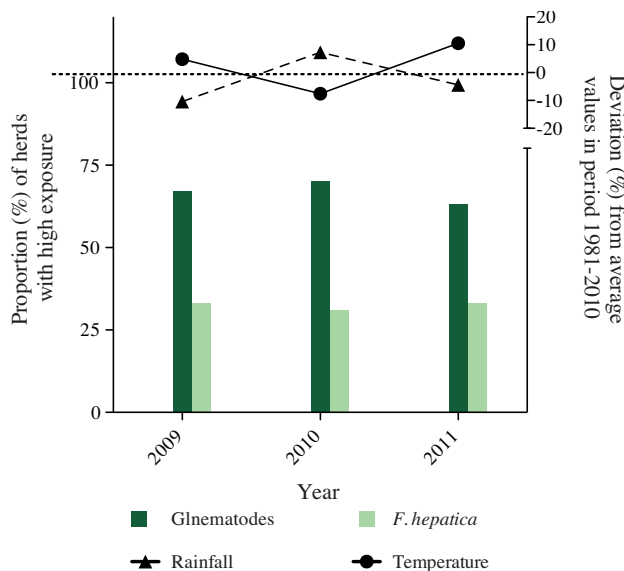 20
10
0
-10
-20
100
75
50
25
0
Proportion (%) of herds
with high exposure
Deviation (%) from average
values in period 1981-2010
2009
2010
2011
Year
GInematodes
F. hepatica
Rainfall
Temperature